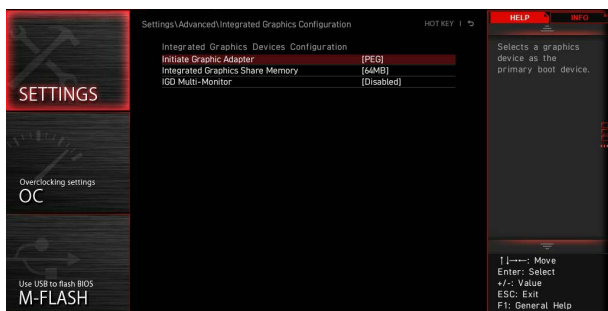 SETTINGS
Overclocking settings
OC
Use USB to flash BIOS
M-FLASH
Settings\Advanced\Integrated Graphics Configuration
HOT KEY
Integrated Graphics Devices Configuration
Initiate Graphic Adapter [PEG]
Integrated Graphics Share Memory [64MB]
IGD Multi-Monitor [Disabled]
HELP
INFO
Selects a graphics
device as the
primary boot device.
↑↓→←: Move
Enter: Select
+/-: Value
ESC: Exit
F1: General Help